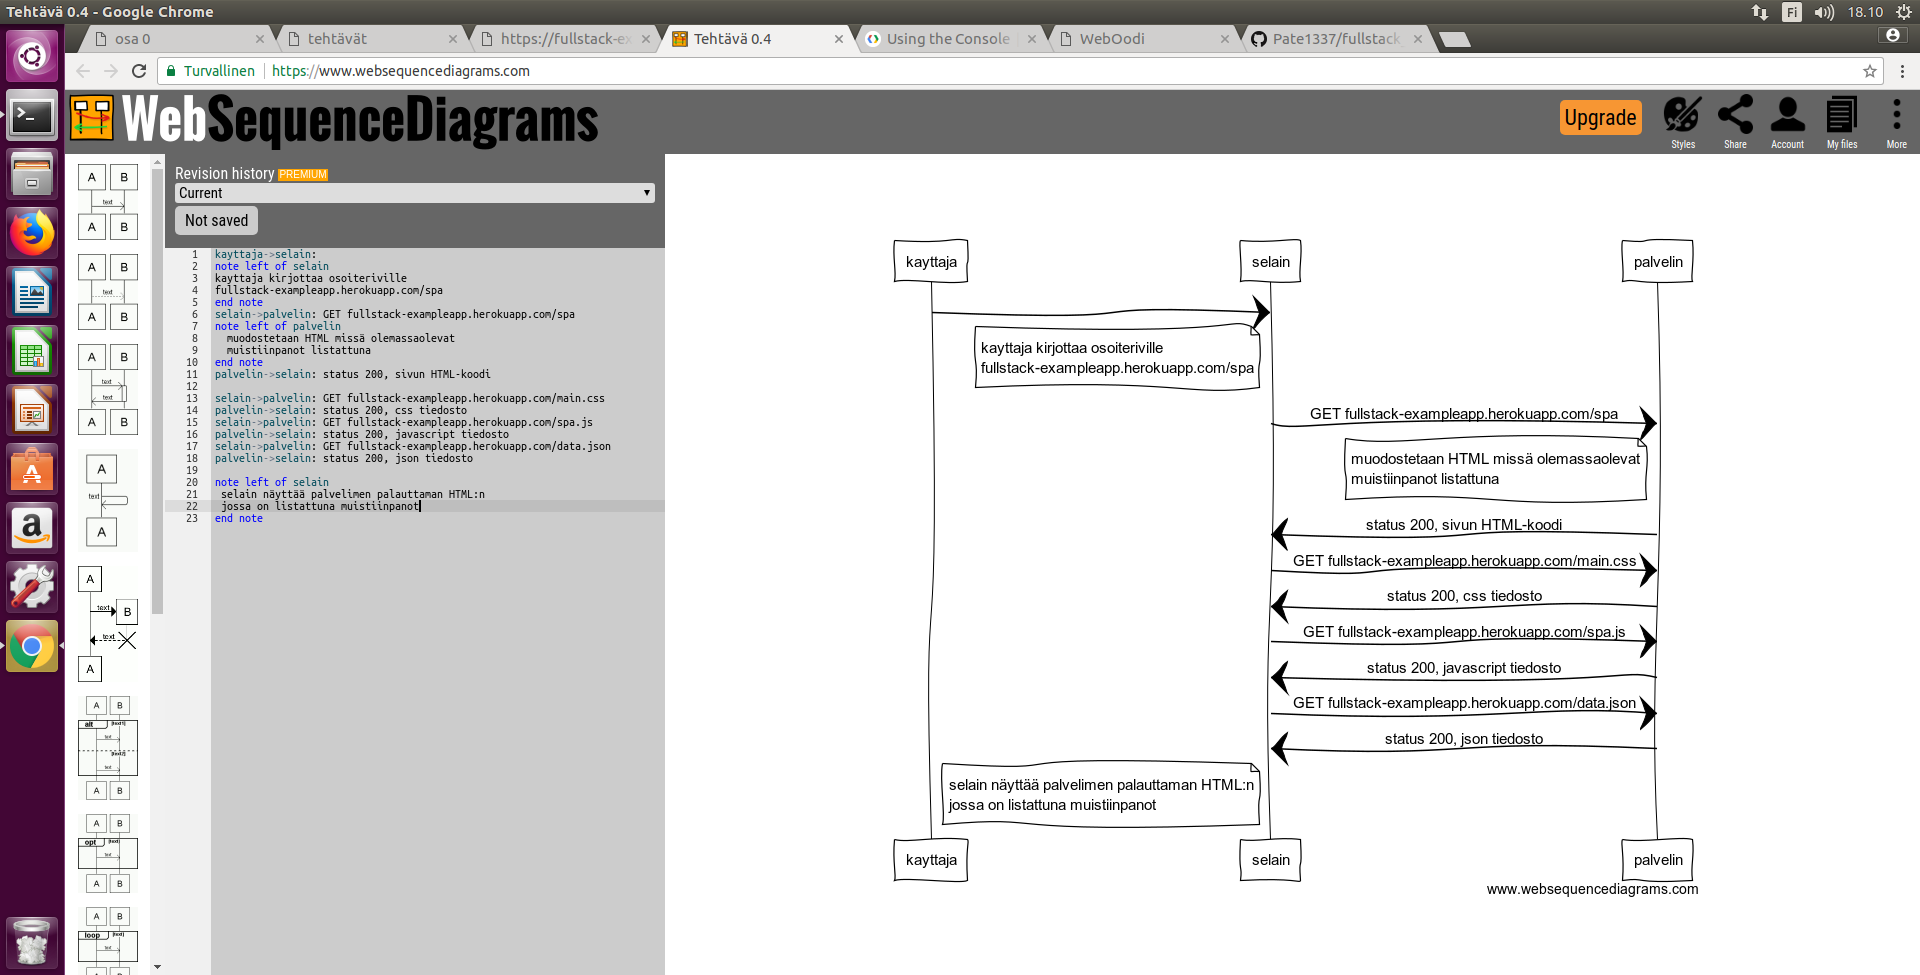 Tehtävä 0.4 - Google Chrome
Fi
18.10
osa 0
tehtävät
https://fullstack-ex
Tehtävä 0.4
Using the Console
WebOodi
Pate1337/fullstack_
Turvallinen
https://www.websequencediagrams.com
WebSequenceDiagrams
Upgrade
Styles
Share
Account
My files
More
A B
text
A B
A B
text
A B
A B
text
text
A B
A
text
A
A
text B
text
A
A B
alt [text1]
text
[text2]
text
A B
A B
opt [text]
text
A B
A B
loop [text]
text
A B
Revision history PREMIUM
Current
Not saved
1 kayttaja->selain:
2 note left of selain
3 kayttaja kirjottaa osoiteriville
4 fullstack-exampleapp.herokuapp.com/spa
5 end note
6 selain->palvelin: GET fullstack-exampleapp.herokuapp.com/spa
7 note left of palvelin
8 muodostetaan HTML missä olemassaolevat
9 muistiinpanot listattuna
10 end note
11 palvelin->selain: status 200, sivun HTML-koodi
12
13 selain->palvelin: GET fullstack-exampleapp.herokuapp.com/main.css
14 palvelin->selain: status 200, css tiedosto
15 selain->palvelin: GET fullstack-exampleapp.herokuapp.com/spa.js
16 palvelin->selain: status 200, javascript tiedosto
17 selain->palvelin: GET fullstack-exampleapp.herokuapp.com/data.json
18 palvelin->selain: status 200, json tiedosto
19
20 note left of selain
21 selain näyttää palvelimen palauttaman HTML:n
22 jossa on listattuna muistiinpanot
23 end note
kayttaja
selain
palvelin
kayttaja kirjottaa osoiteriville
fullstack-exampleapp.herokuapp.com/spa
GET fullstack-exampleapp.herokuapp.com/spa
muodostetaan HTML missä olemassaolevat
muistiinpanot listattuna
status 200, sivun HTML-koodi
GET fullstack-exampleapp.herokuapp.com/main.css
status 200, css tiedosto
GET fullstack-exampleapp.herokuapp.com/spa.js
status 200, javascript tiedosto
GET fullstack-exampleapp.herokuapp.com/data.json
status 200, json tiedosto
selain näyttää palvelimen palauttaman HTML:n
jossa on listattuna muistiinpanot
kayttaja
selain
palvelin
www.websequencediagrams.com